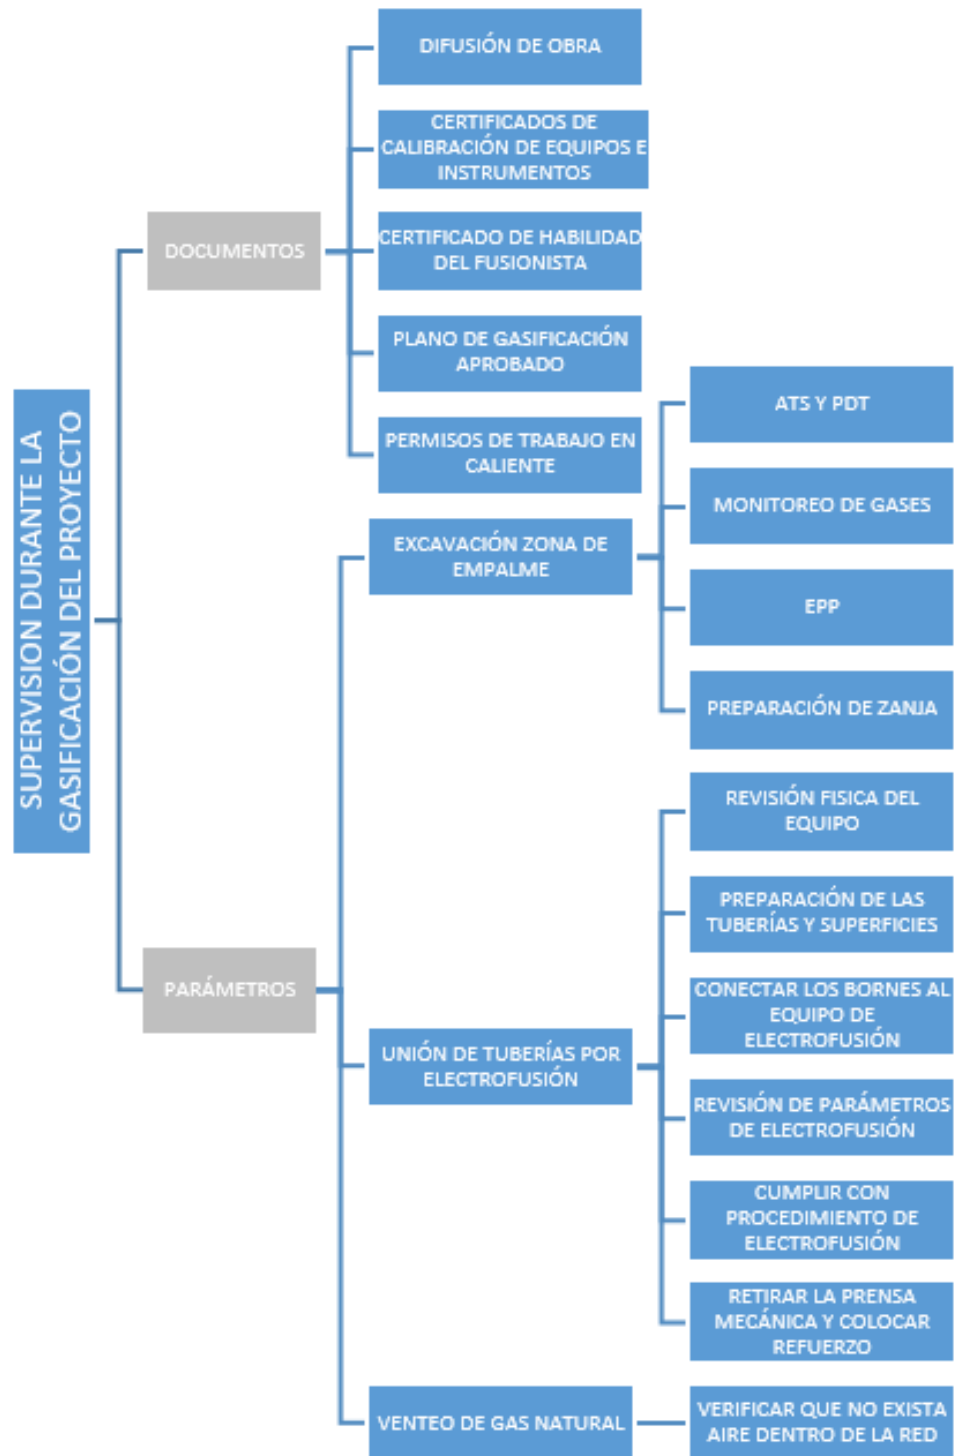 SUPERVISION DURANTE LA
GASIFICACIÓN DEL PROYECTO
DOCUMENTOS
DIFUSIÓN DE OBRA
CERTIFICADOS DE
CALIBRACIÓN DE EQUIPOS E
INSTRUMENTOS
CERTIFICADO DE HABILIDAD
DEL FUSIONISTA
PLANO DE GASIFICACIÓN
APROBADO
PERMISOS DE TRABAJO EN
CALIENTE
PARÁMETROS
EXCAVACIÓN ZONA DE
EMPALME
ATS Y PDT
MONITOREO DE GASES
EPP
PREPARACIÓN DE ZANJA
UNIÓN DE TUBERÍAS POR
ELECTROFUSIÓN
REVISIÓN FISICA DEL
EQUIPO
PREPARACIÓN DE LAS
TUBERÍAS Y SUPERFICIES
CONECTAR LOS BORNES AL
EQUIPO DE
ELECTROFUSIÓN
REVISIÓN DE PARÁMETROS
DE ELECTROFUSIÓN
CUMPLIR CON
PROCEDIMIENTO DE
ELECTROFUSIÓN
RETIRAR LA PRENSA
MECÁNICA Y COLOCAR
REFUERZO
VENTEO DE GAS NATURAL
VERIFICAR QUE NO EXISTA
AIRE DENTRO DE LA RED